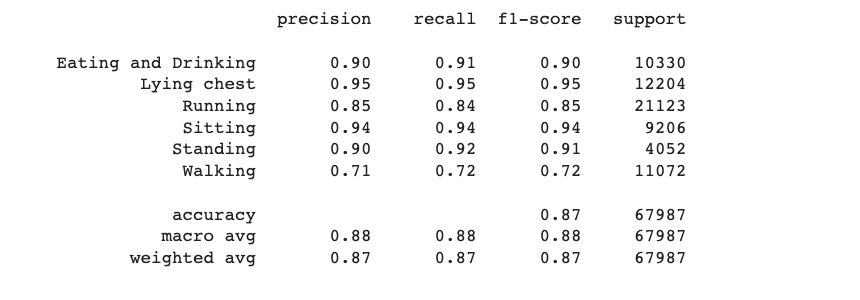 precision recall f1-score support
Eating and Drinking 0.90 0.91 0.90 10330
Lying chest 0.95 0.95 0.95 12204
Running 0.85 0.84 0.85 21123
Sitting 0.94 0.94 0.94 9206
Standing 0.90 0.92 0.91 4052
Walking 0.71 0.72 0.72 11072
accuracy 0.87 67987
macro avg 0.88 0.88 0.88 67987
weighted avg 0.87 0.87 0.87 67987